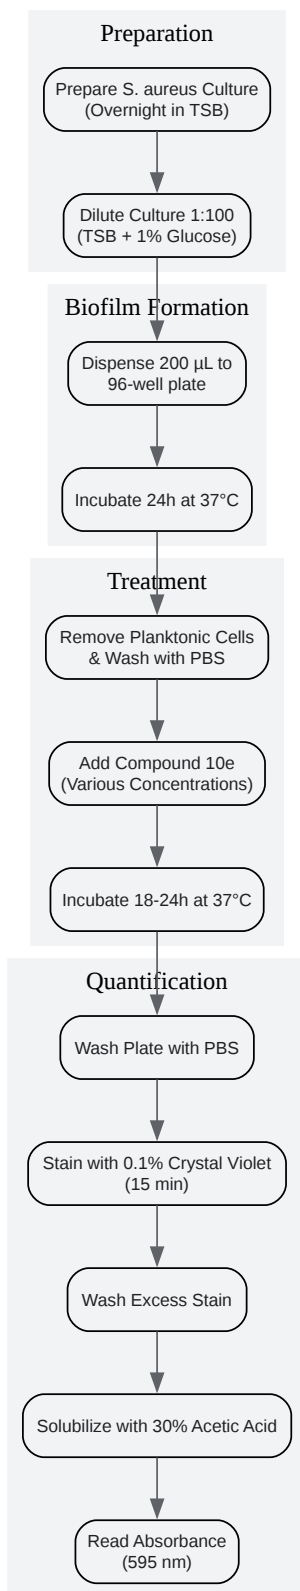 Preparation
Prepare S. aureus Culture
(Overnight in TSB)
Dilute Culture 1:100
(TSB + 1% Glucose)
Biofilm Formation
Dispense 200 µL to
96-well plate
Incubate 24h at 37°C
Treatment
Remove Planktonic Cells
& Wash with PBS
Add Compound 10e
(Various Concentrations)
Incubate 18-24h at 37°C
Quantification
Wash Plate with PBS
Stain with 0.1% Crystal Violet
(15 min)
Wash Excess Stain
Solubilize with 30% Acetic Acid
Read Absorbance
(595 nm)